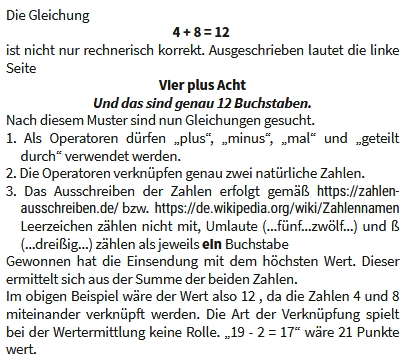 Die Gleichung
4 + 8 = 12
ist nicht nur rechnerisch korrekt. Ausgeschrieben lautet die linke
Seite
VIer plus Acht
Und das sind genau 12 Buchstaben.
Nach diesem Muster sind nun Gleichungen gesucht.
1. Als Operatoren dürfen „plus“, „minus“, „mal“ und „geteilt
durch“ verwendet werden.
2. Die Operatoren verknüpfen genau zwei natürliche Zahlen.
3. Das Ausschreiben der Zahlen erfolgt gemäß https://zahlen-
ausschreiben.de/ bzw. https://de.wikipedia.org/wiki/Zahlennamen
Leerzeichen zählen nicht mit, Umlaute (...fünf...zwölf...) und ß
(...dreißig...) zählen als jeweils eIn Buchstabe
Gewonnen hat die Einsendung mit dem höchsten Wert. Dieser
ermittelt sich aus der Summe der beiden Zahlen.
Im obigen Beispiel wäre der Wert also 12 , da die Zahlen 4 und 8
miteinander verknüpft werden. Die Art der Verknüpfung spielt
bei der Wertermittlung keine Rolle. „19 - 2 = 17“ wäre 21 Punkte
wert.